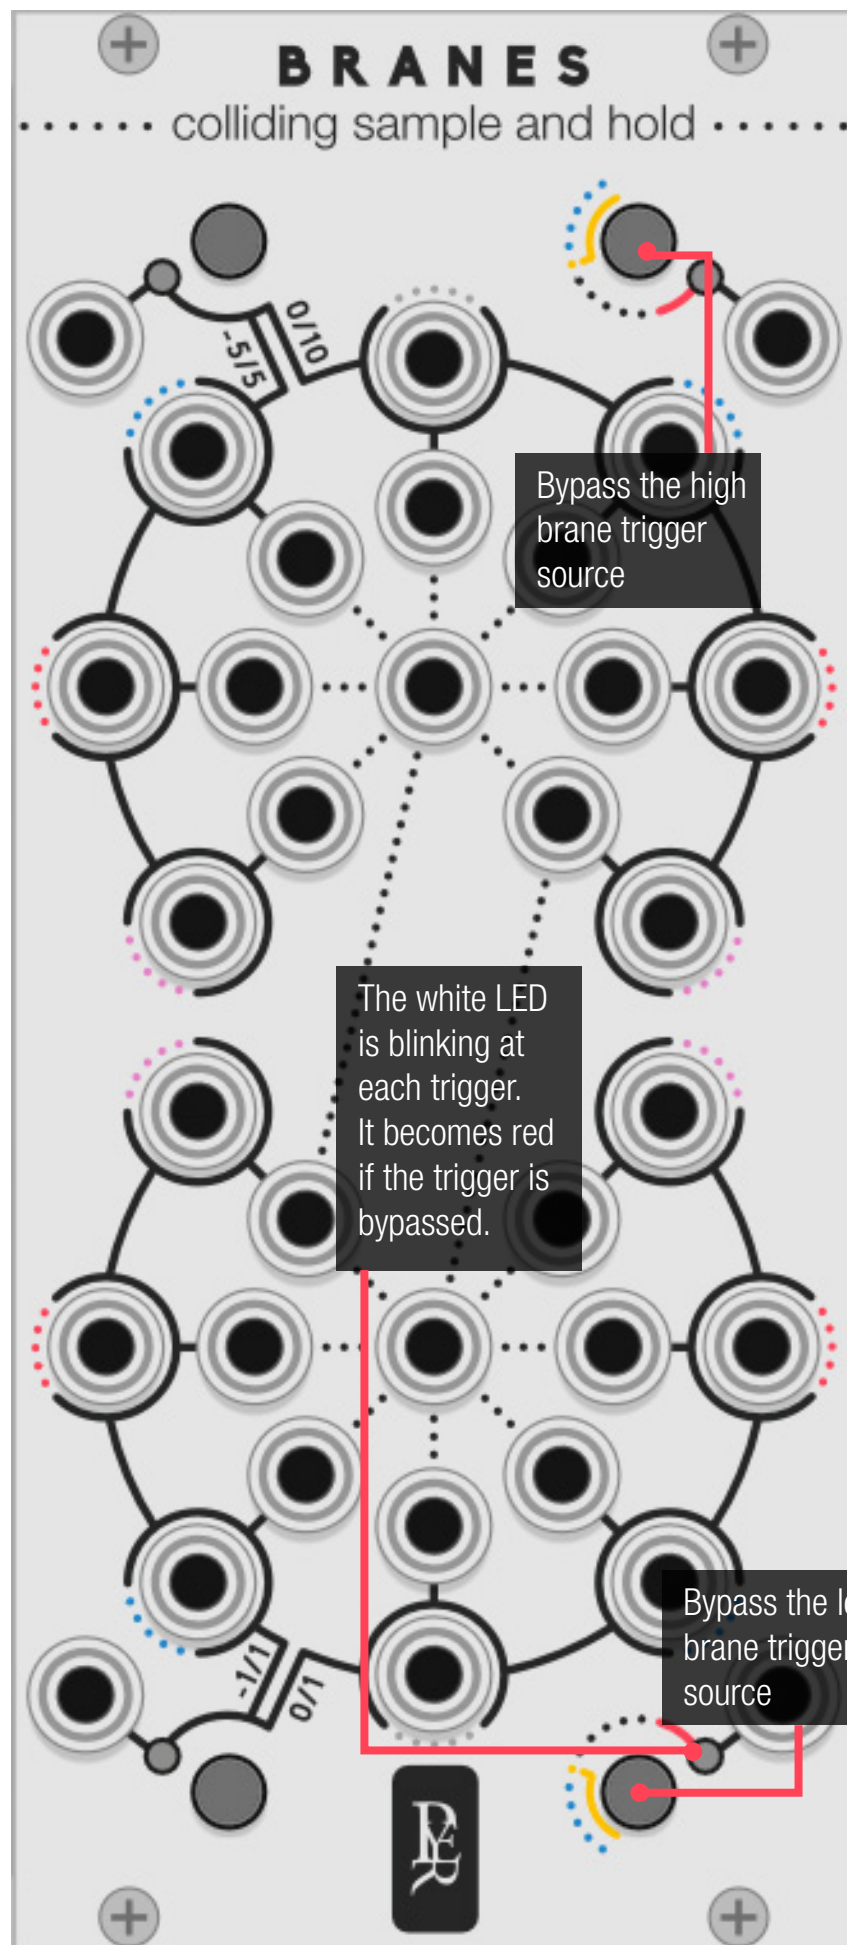 BRANES
colliding sample and hold
0/10
-5/5
Bypass the high
brane trigger
source
The white LED
is blinking at
each trigger.
It becomes red
if the trigger is
bypassed.
Bypass the
brane trigger
source
-1/1
0/1